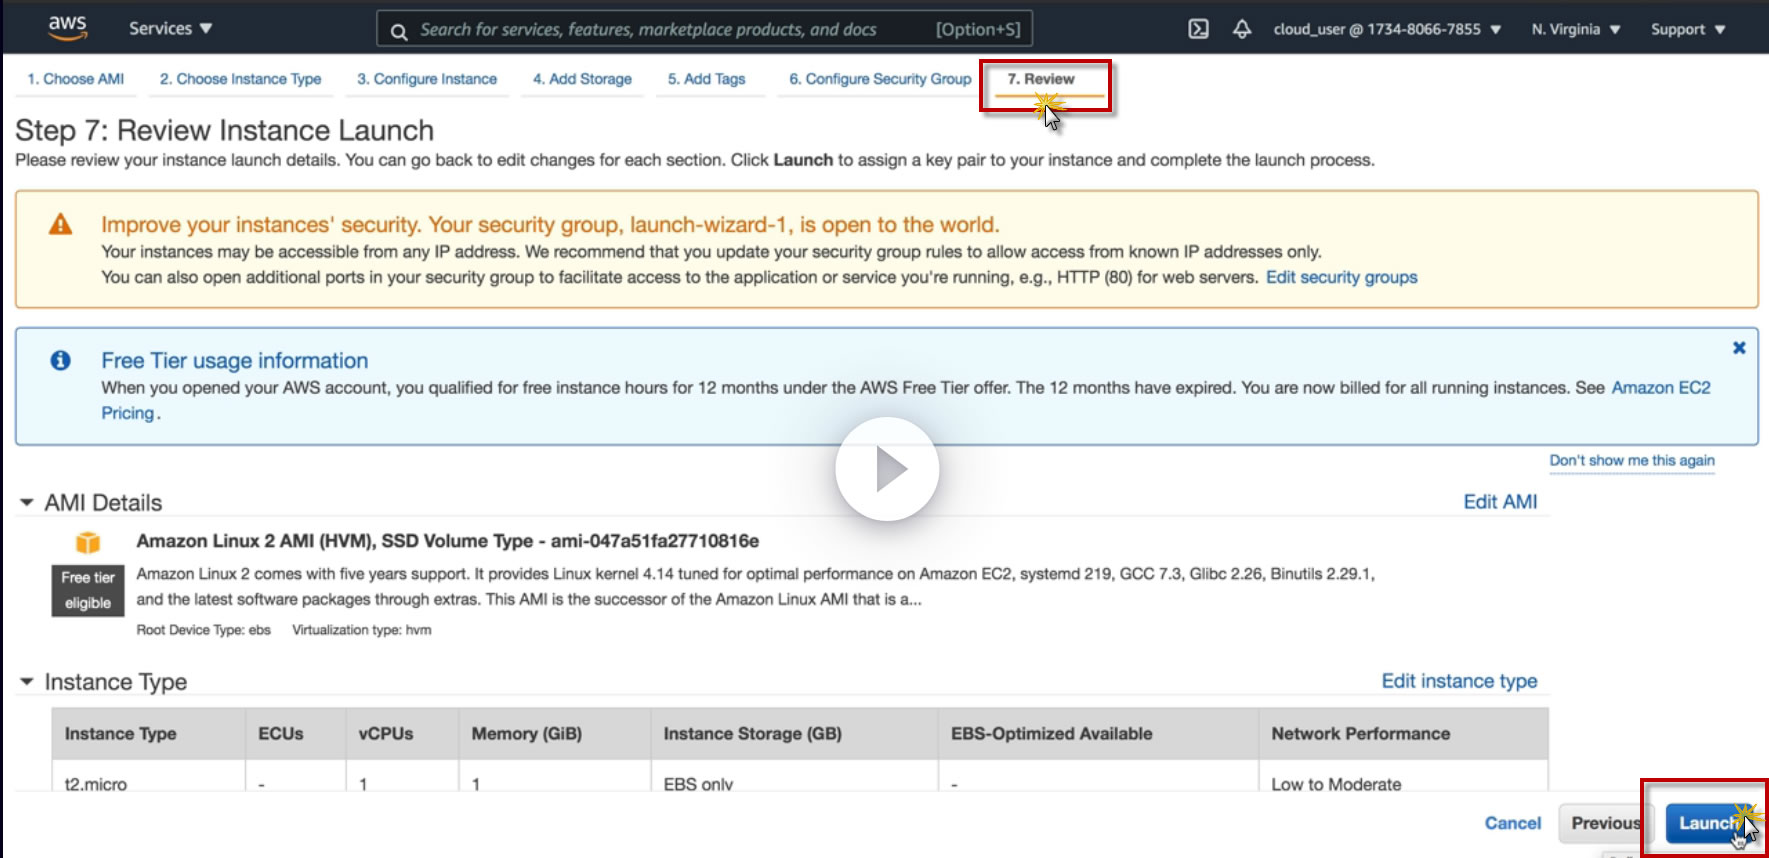 aws Services Search for services, features, marketplace products, and docs [Option+S] cloud_user @ 1734-8066-7855 N. Virginia Support
1. Choose AMI 2. Choose Instance Type 3. Configure Instance 4. Add Storage 5. Add Tags 6. Configure Security Group 7. Review
Step 7: Review Instance Launch
Please review your instance launch details. You can go back to edit changes for each section. Click Launch to assign a key pair to your instance and complete the launch process.
Improve your instances' security. Your security group, launch-wizard-1, is open to the world.
Your instances may be accessible from any IP address. We recommend that you update your security group rules to allow access from known IP addresses only.
You can also open additional ports in your security group to facilitate access to the application or service you're running, e.g., HTTP (80) for web servers. Edit security groups
Free Tier usage information
When you opened your AWS account, you qualified for free instance hours for 12 months under the AWS Free Tier offer. The 12 months have expired. You are now billed for all running instances. See Amazon EC2
Pricing.
Don't show me this again
AMI Details Edit AMI
Amazon Linux 2 AMI (HVM), SSD Volume Type - ami-047a51fa27710816e
Free tier
eligible
Amazon Linux 2 comes with five years support. It provides Linux kernel 4.14 tuned for optimal performance on Amazon EC2, systemd 219, GCC 7.3, Glibc 2.26, Binutils 2.29.1,
and the latest software packages through extras. This AMI is the successor of the Amazon Linux AMI that is a...
Root Device Type: ebs Virtualization type: hvm
Instance Type Edit instance type
Instance Type ECUs vCPUs Memory (GiB) Instance Storage (GB) EBS-Optimized Available Network Performance
t2.micro - 1 1 EBS only - Low to Moderate
Cancel Previous Launch